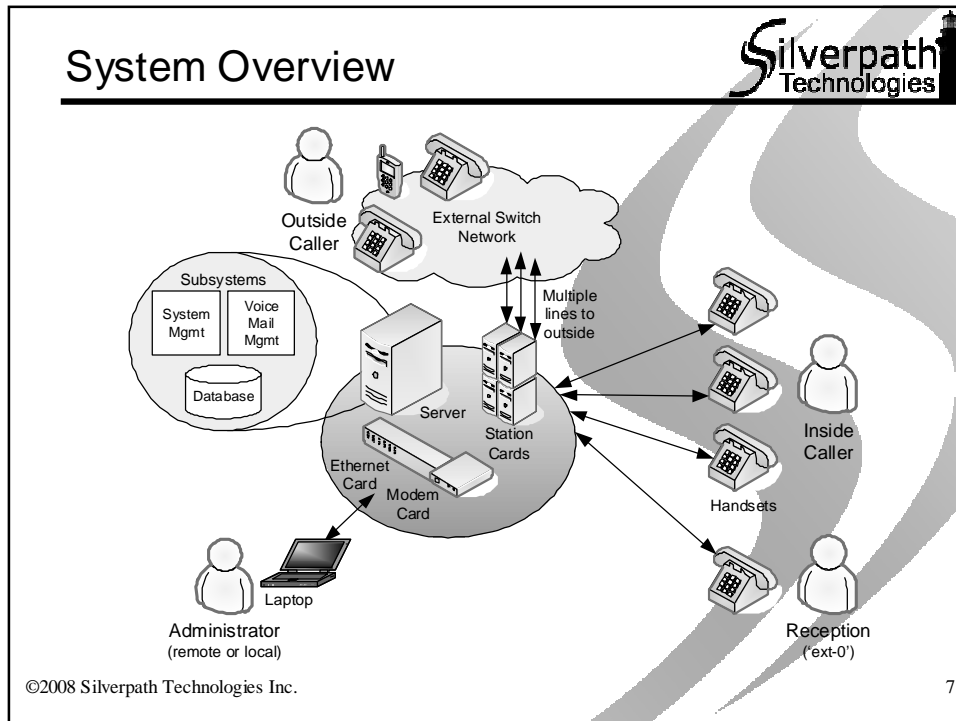 System Overview
Silverpath
Technologies
Outside
Caller
External Switch
Network
Subsystems
System
Mgmt
Voice
Mail
Mgmt
Database
Multiple
lines to
outside
Server
Station
Cards
Ethernet
Card
Modem
Card
Inside
Caller
Handsets
Laptop
Administrator
(remote or local)
Reception
('ext-0')
©2008 Silverpath Technologies Inc.
7